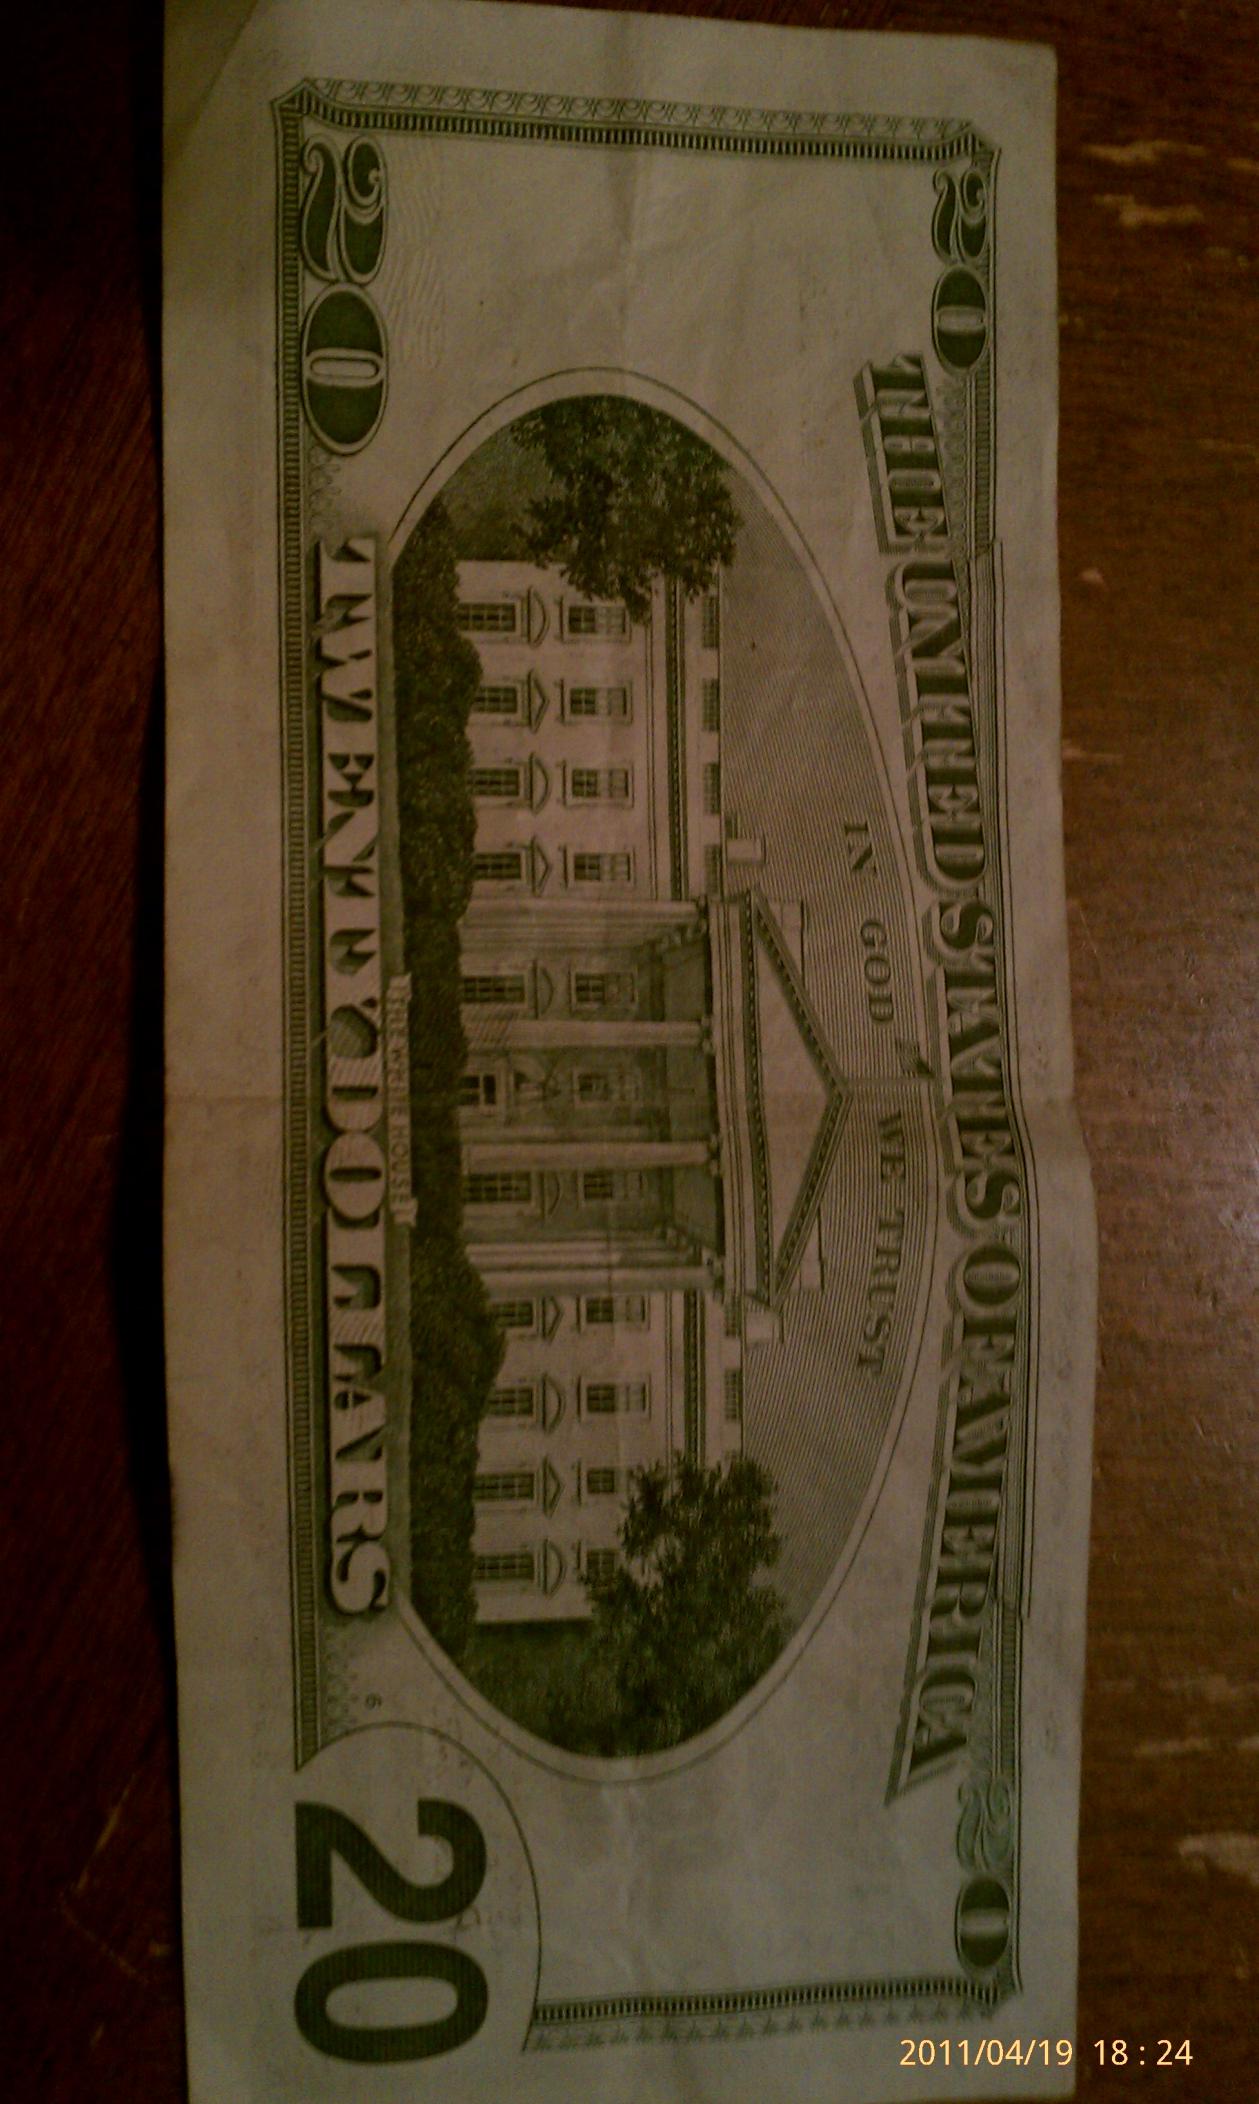 20 THE UNITED STATES OF AMERICA 20
IN GOD WE TRUST
THE WHITE HOUSE
20 TWENTY DOLLARS 6 20
2011/04/19 18:24